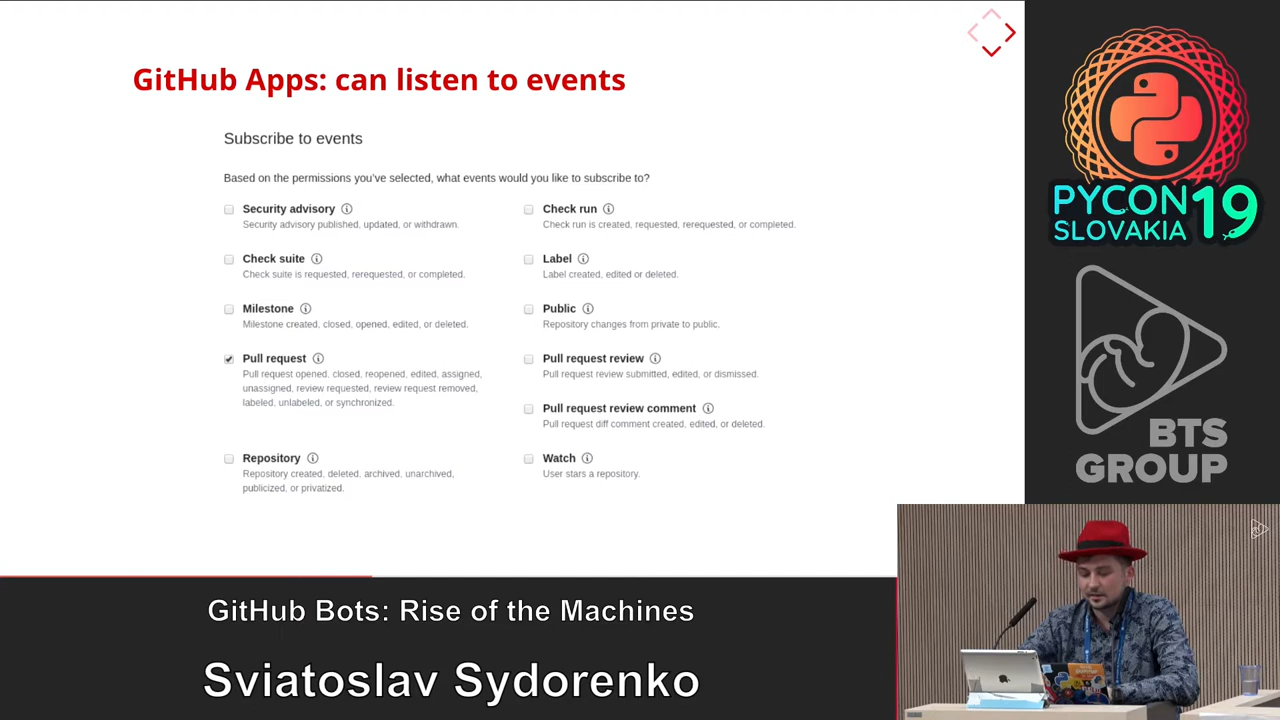 GitHub Apps: can listen to events
Subscribe to events
Based on the permissions you've selected, what events would you like to subscribe to?
Security advisory
Security advisory published, updated, or withdrawn.
Check run
Check run is created, requested, rerequested, or completed.
Check suite
Check suite is requested, rerequested, or completed.
Label
Label created, edited or deleted.
Milestone
Milestone created, closed, opened, edited, or deleted.
Public
Repository changes from private to public.
Pull request
Pull request opened, closed, reopened, edited, assigned,
unassigned, review requested, review request removed,
labeled, unlabeled, or synchronized.
Pull request review
Pull request review submitted, edited, or dismissed.
Pull request review comment
Pull request diff comment created, edited, or deleted.
Repository
Repository created, deleted, archived, unarchived,
publicized, or privatized.
Watch
User stars a repository.
PYCON 19
SLOVAKIA
BTS
GROUP
GitHub Bots: Rise of the Machines
Sviatoslav Sydorenko